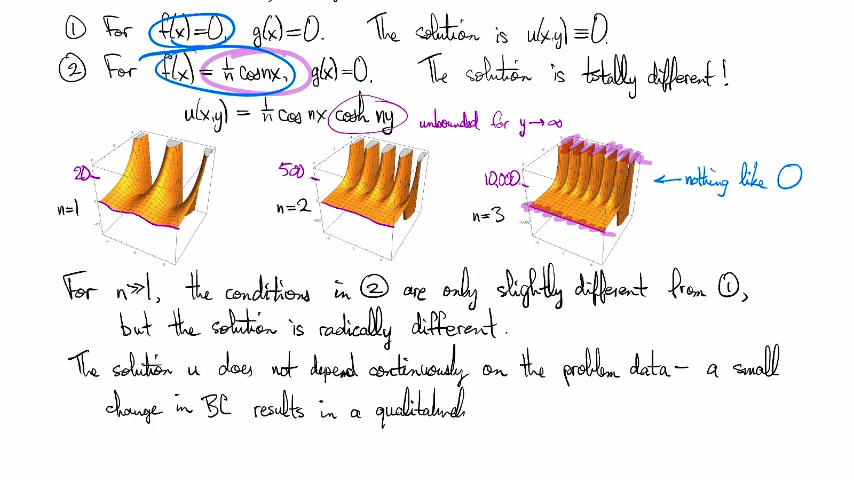 ① For f(x)=0, g(x)=0. The solution is u(x,y)≡0.
② For f(x) = 1/n cosnx, g(x)=0. The solution is totally different!
u(x,y) = 1/n cos nx cosh ny unbounded for y→∞
20 500 10,000 ← nothing like 0
n=1 n=2 n=3
For n≫1, the conditions in ② are only slightly different from ①,
but the solution is radically different.
The solution u does not depend continuously on the problem data – a small
change in BC results in a qualitatively